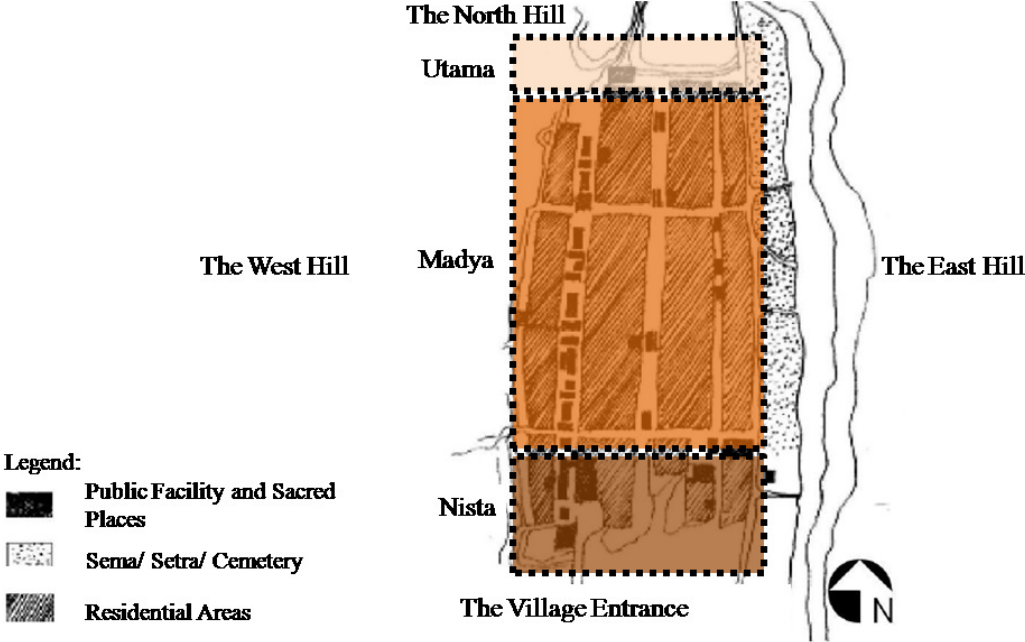 The North Hill
Utama
The West Hill
Madya
The East Hill
Legend:
Public Facility and Sacred
Places
Nista
Sema/ Setra/ Cemetery
Residential Areas
The Village Entrance
N